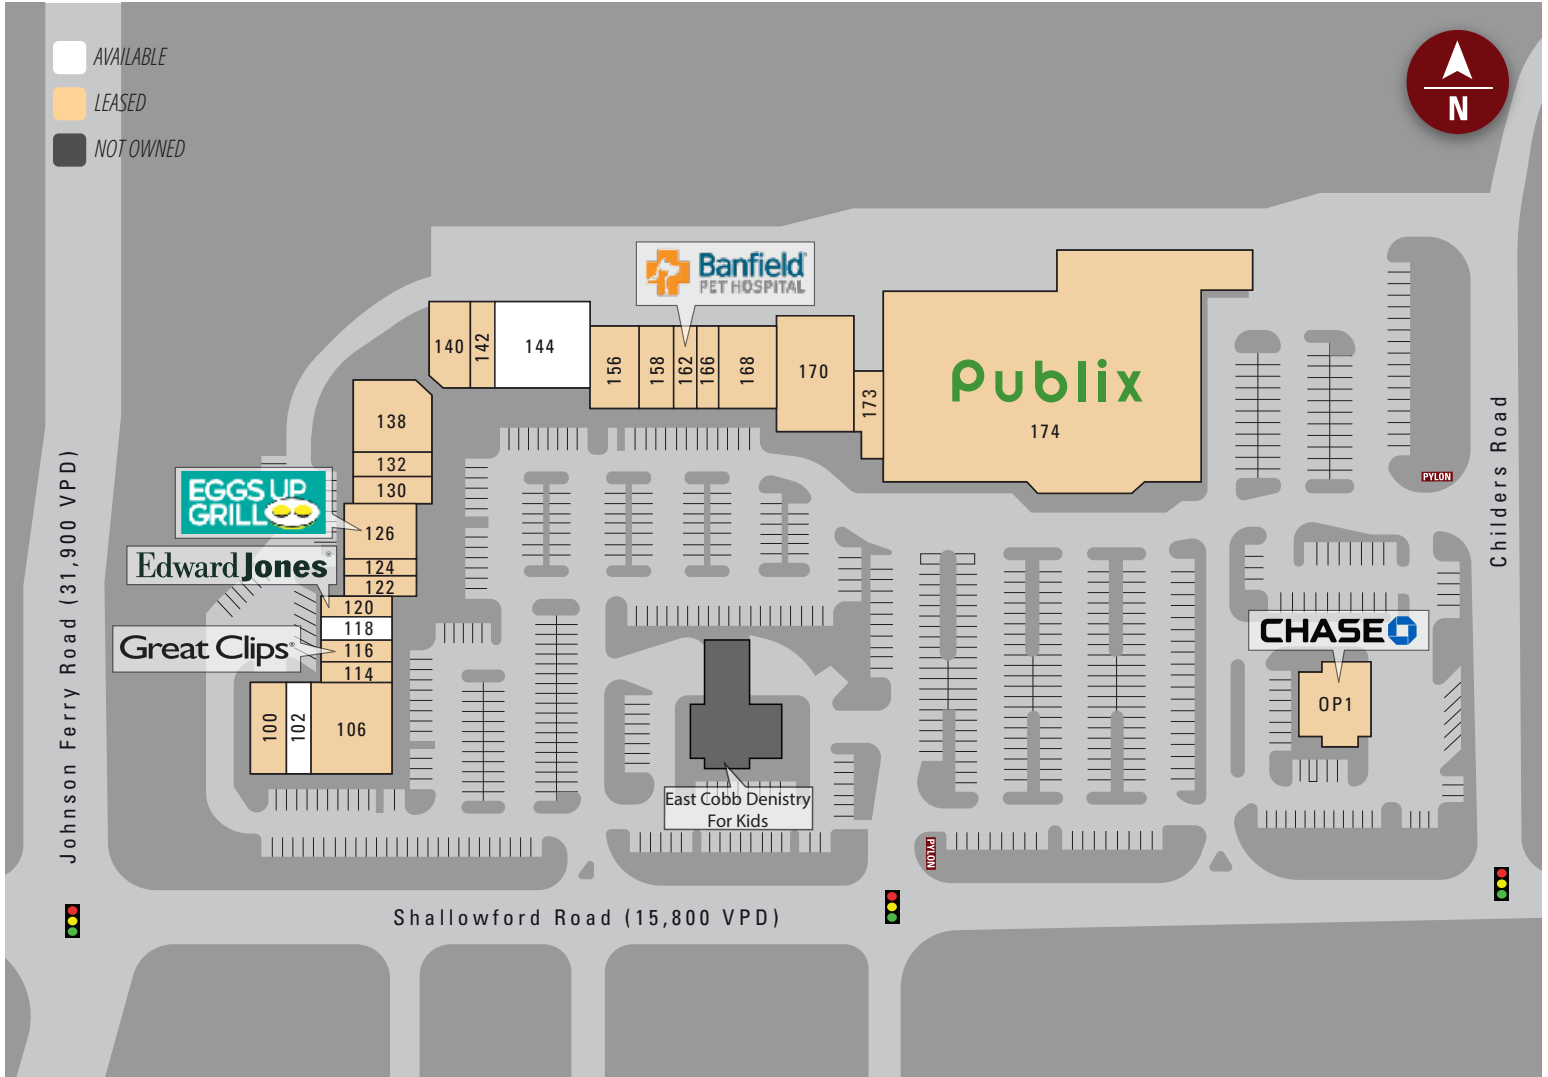 AVAILABLE
LEASED
NOT OWNED
N
Banfield
PET HOSPITAL
140
142
144
156
158
162
166
168
170
173
Publix
174
138
132
130
EGGS UP
GRILL
126
Edward Jones®
124
122
120
118
Great Clips®
116
114
100
102
106
PYLON
CHASE
OP1
East Cobb Denistry
For Kids
PYLON
Johnson Ferry Road (31,900 VPD)
Childers Road
Shallowford Road (15,800 VPD)